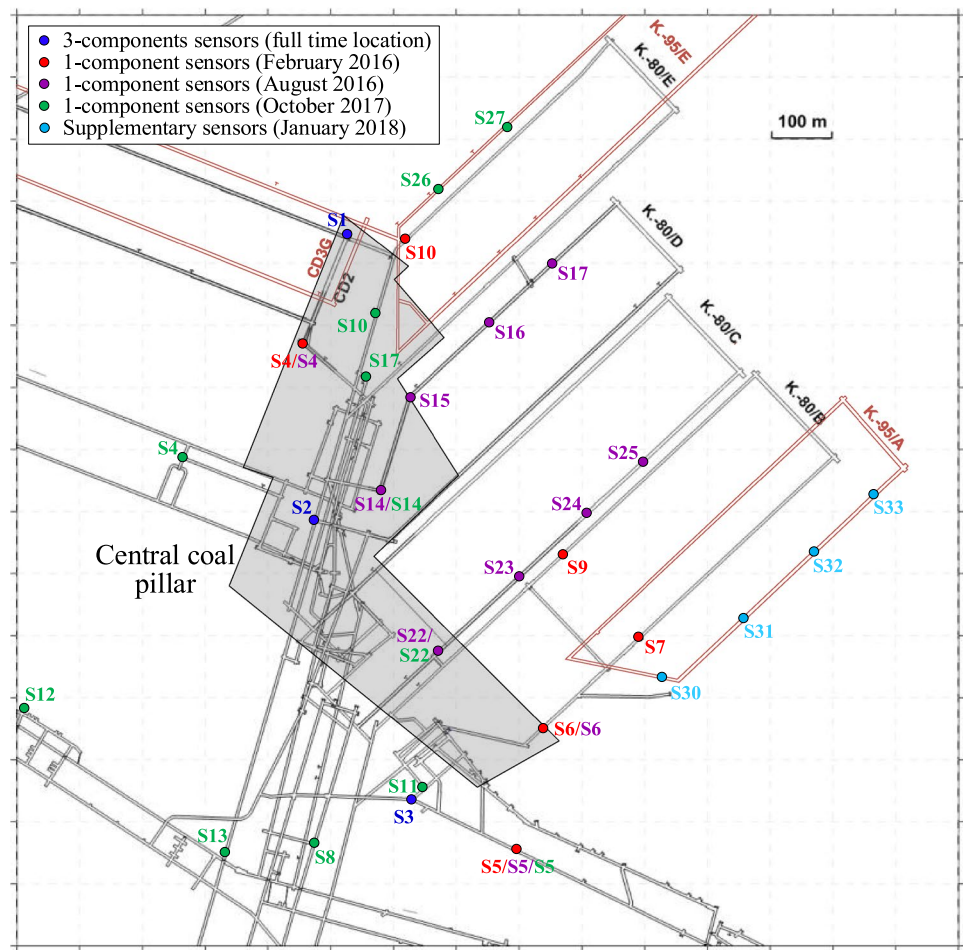 3-components sensors (full time location)
1-component sensors (February 2016)
1-component sensors (August 2016)
1-component sensors (October 2017)
Supplementary sensors (January 2018)
K.-95/E
K.-80/E
100 m
S27
S26
S1
S10
CD3G
CD2
K.-80/D
S17
S10
S16
K.-80/C
S4/S4
S17
S15
K.-80/B
K.-95/A
S4
S25
S14/S14
S2
S24
S33
Central coal
pillar
S23
S9
S32
S22/
S22
S31
S7
S30
S12
S6/S6
S11
S3
S13
S8
S5/S5/S5